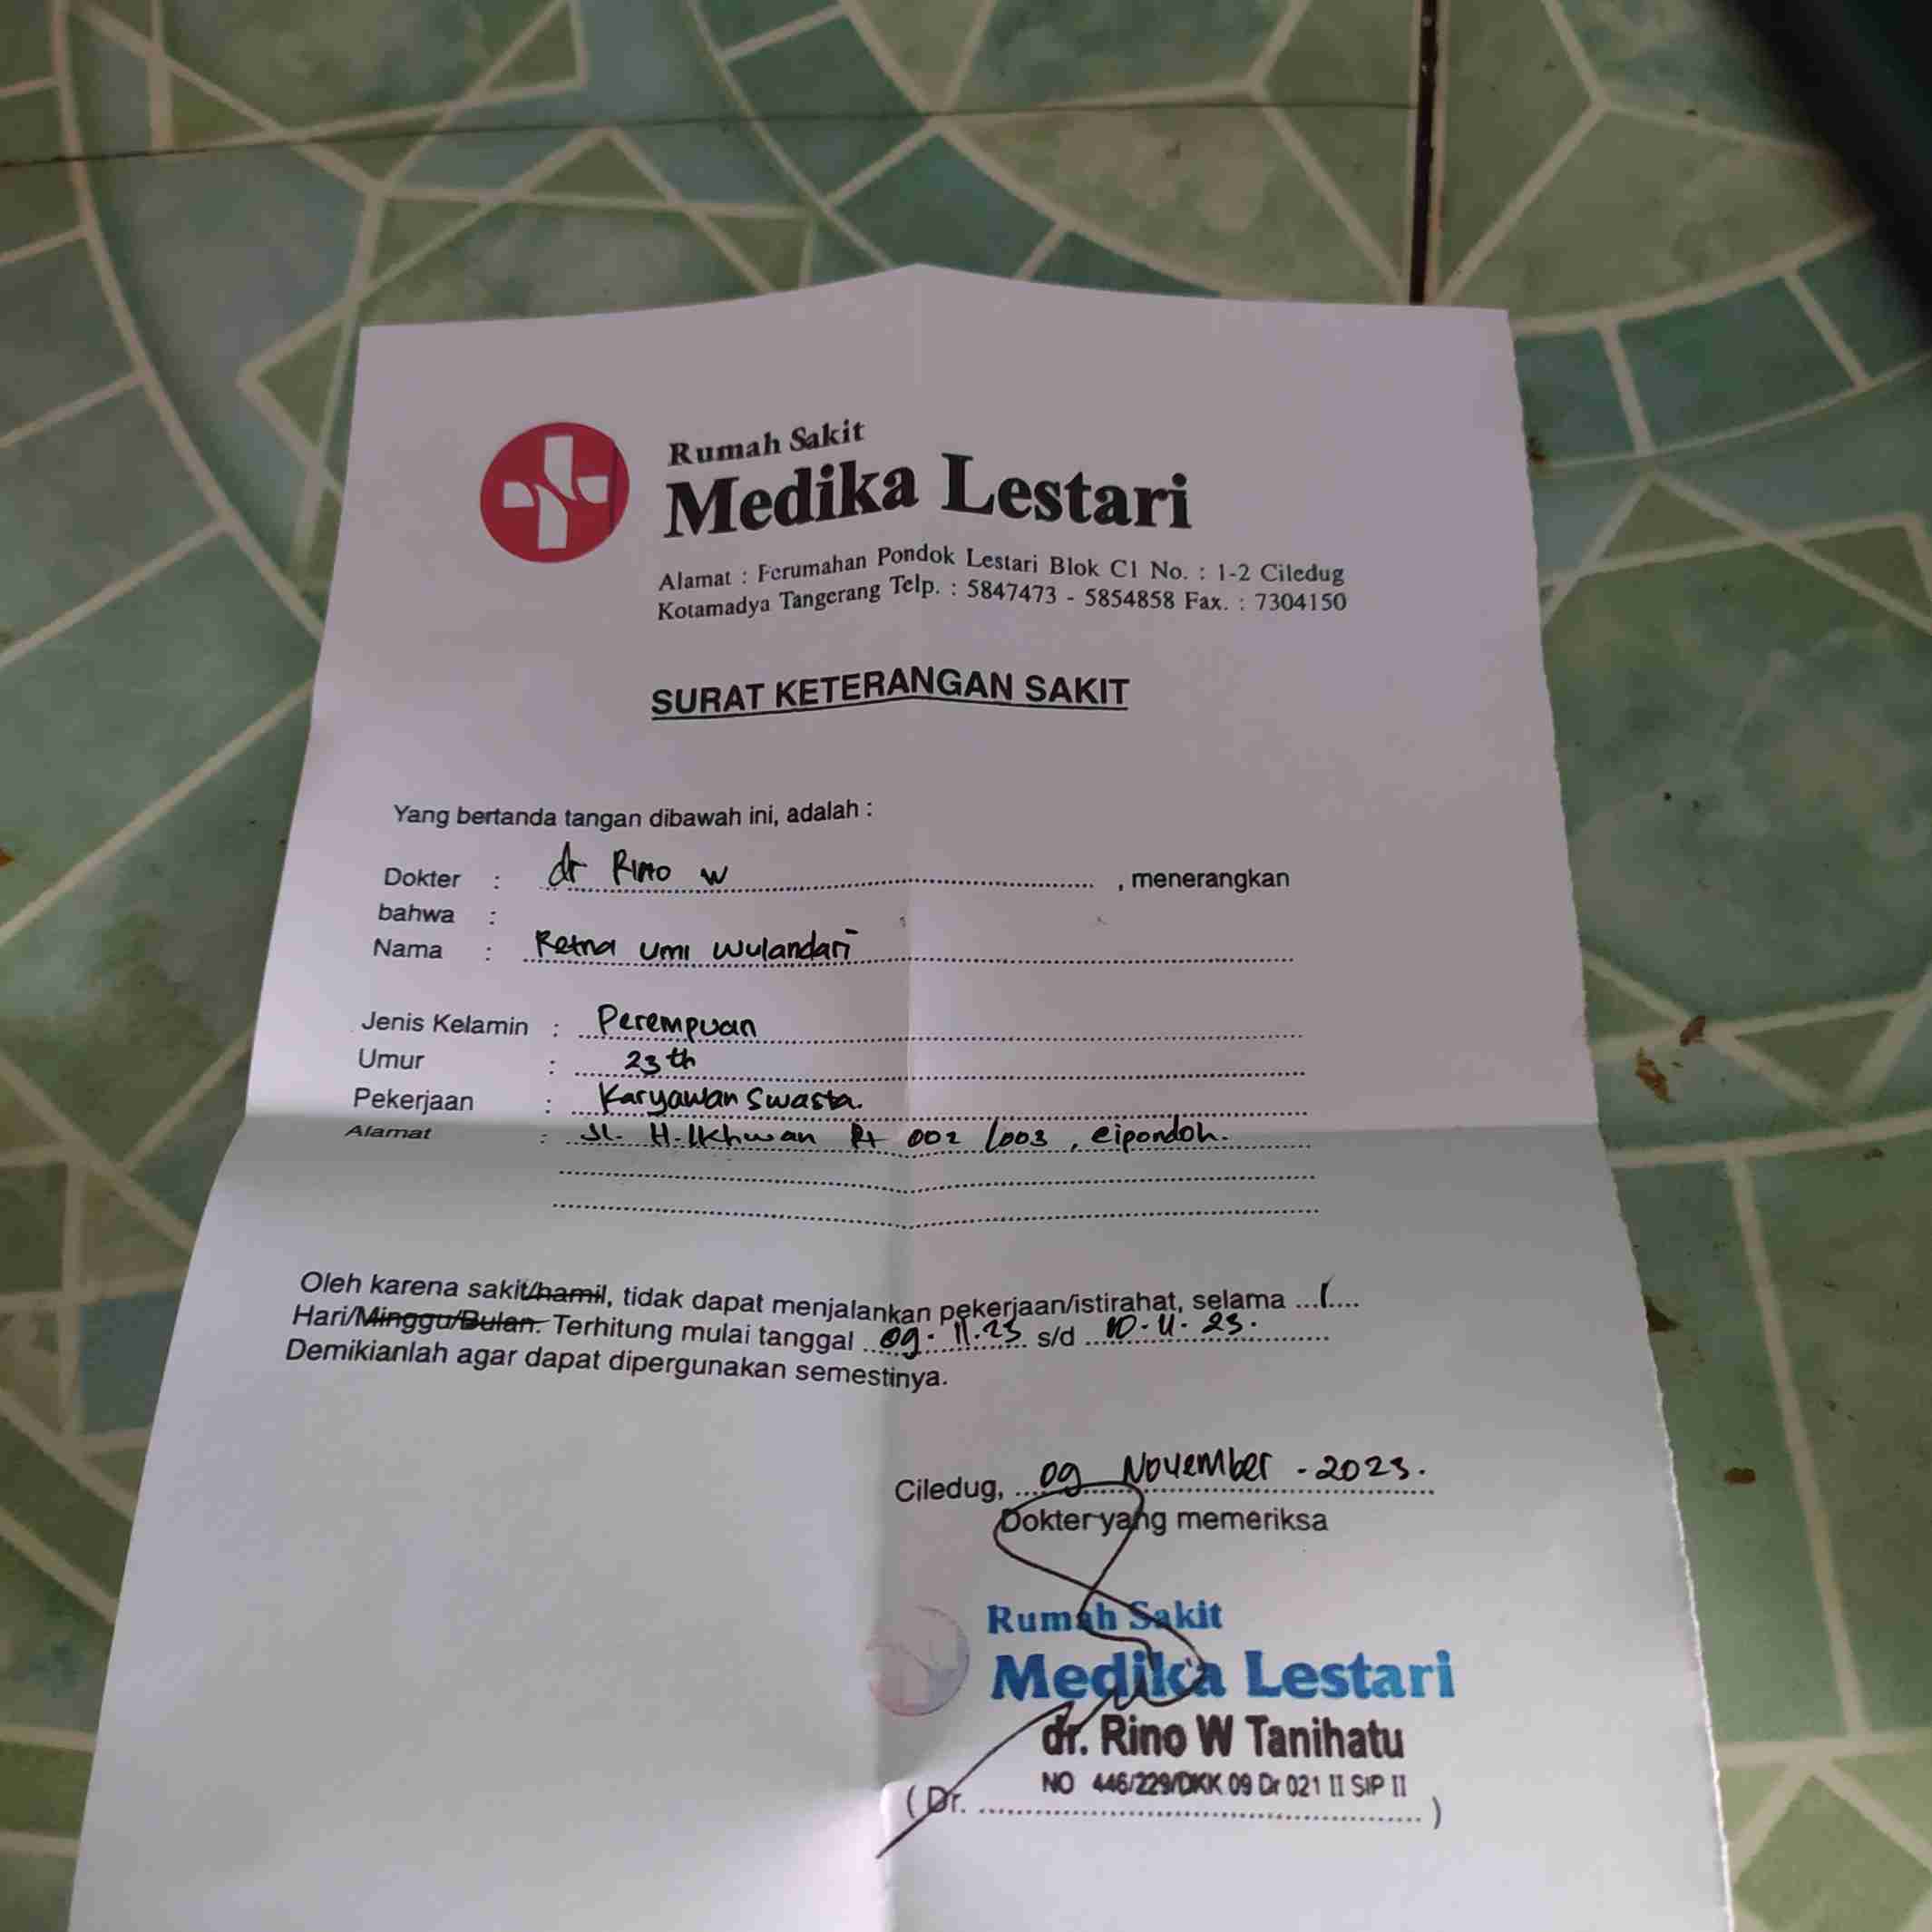 Rumah Sakit
Medika Lestari
Alamat : Perumahan Pondok Lestari Blok C1 No. : 1-2 Ciledug
Kotamadya Tangerang Telp. : 5847473 - 5854858 Fax. : 7304150
SURAT KETERANGAN SAKIT
Yang bertanda tangan dibawah ini, adalah :
Dokter : dr Rino W , menerangkan
bahwa :
Nama : Retna Umi Wulandari
Jenis Kelamin : Perempuan
Umur : 23 th
Pekerjaan : Karyawan Swasta.
Alamat : Jl. H. Ikhwan Rt 002 /003, Cipondoh.
Oleh karena sakit/hamil, tidak dapat menjalankan pekerjaan/istirahat, selama ...1....
Hari/Minggu/Bulan. Terhitung mulai tanggal 09. 11. 23 s/d 10 - 11 - 23.
Demikianlah agar dapat dipergunakan semestinya.
Ciledug, 09 November - 2023.
Dokter yang memeriksa
Rumah Sakit
Medika Lestari
dr. Rino W Tanihatu
NO 446/229/DKK 09 Dr 021 II SIP II
( Dr. )